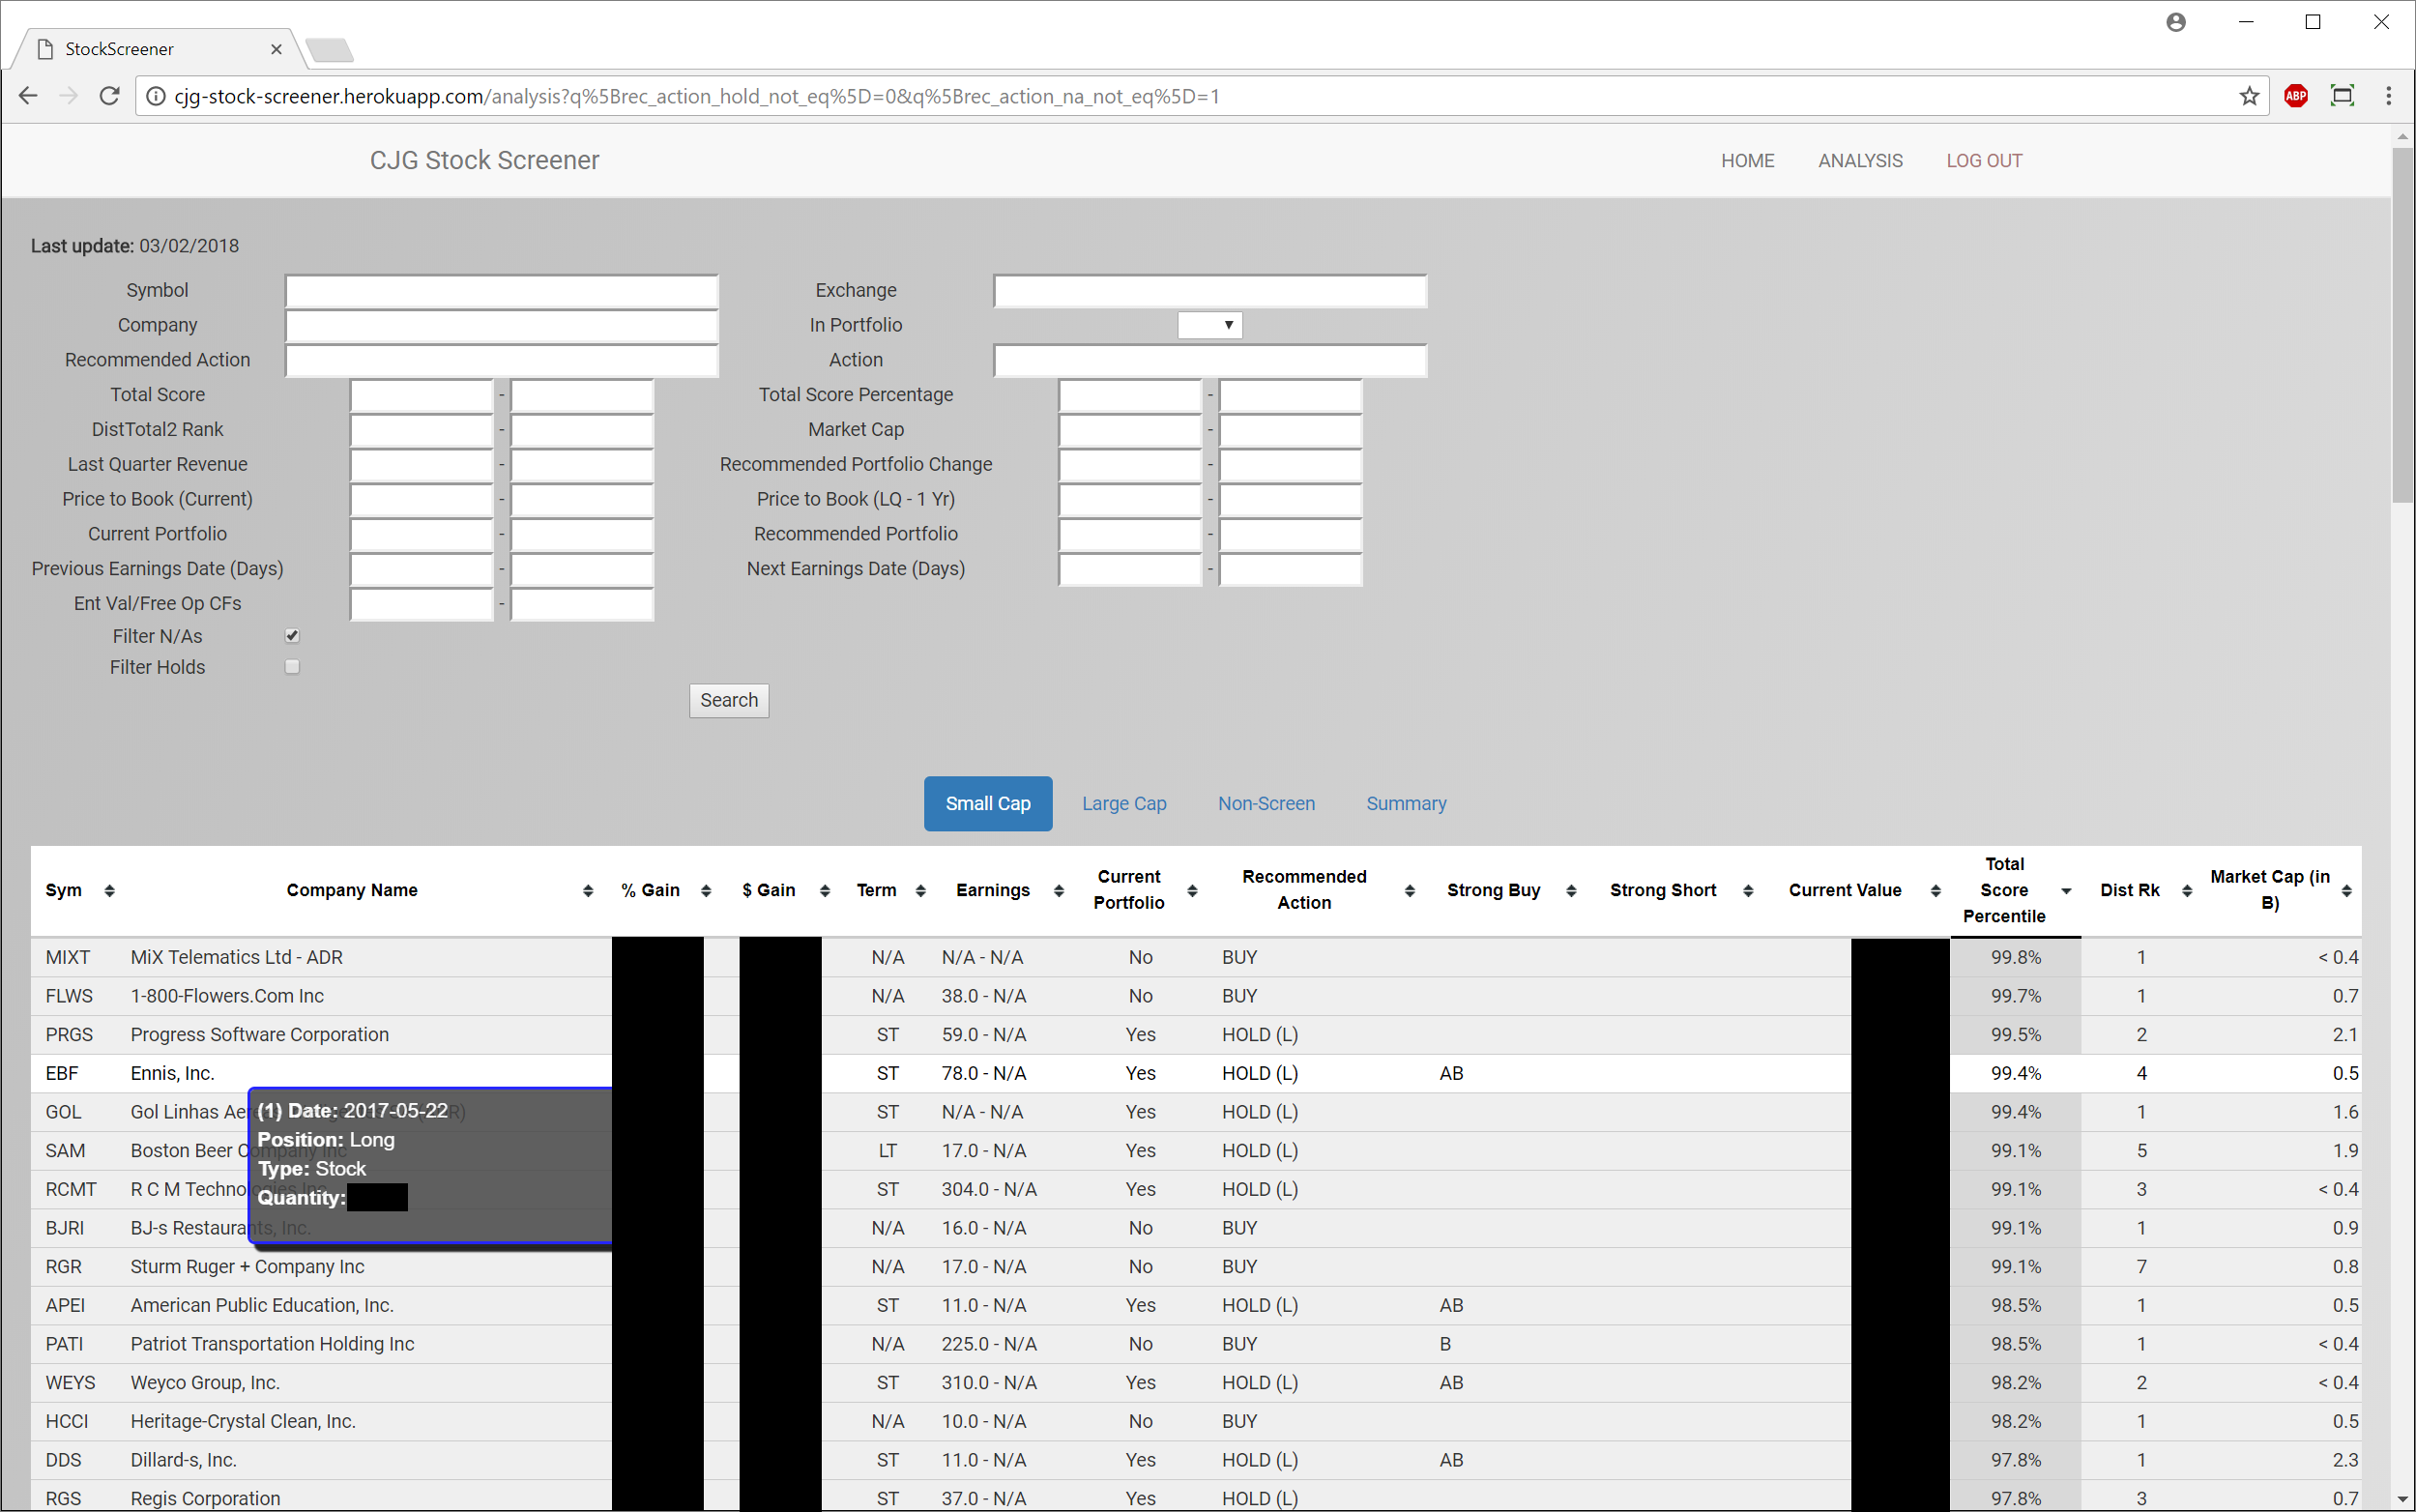 StockScreener
cjg-stock-screener.herokuapp.com/analysis?q%5Brec_action_hold_not_eq%5D=0&q%5Brec_action_na_not_eq%5D=1
ABP
CJG Stock Screener
HOME ANALYSIS LOG OUT
Last update: 03/02/2018
Symbol Exchange
Company In Portfolio
Recommended Action Action
Total Score - Total Score Percentage -
DistTotal2 Rank - Market Cap -
Last Quarter Revenue - Recommended Portfolio Change -
Price to Book (Current) - Price to Book (LQ - 1 Yr) -
Current Portfolio - Recommended Portfolio -
Previous Earnings Date (Days) - Next Earnings Date (Days) -
Ent Val/Free Op CFs -
Filter N/As
Filter Holds
Search
Small Cap Large Cap Non-Screen Summary
Sym Company Name % Gain $ Gain Term Earnings Current Portfolio Recommended Action Strong Buy Strong Short Current Value Total Score Percentile Dist Rk Market Cap (in B)
MIXT MiX Telematics Ltd - ADR N/A N/A - N/A No BUY 99.8% 1 < 0.4
FLWS 1-800-Flowers.Com Inc N/A 38.0 - N/A No BUY 99.7% 1 0.7
PRGS Progress Software Corporation ST 59.0 - N/A Yes HOLD (L) 99.5% 2 2.1
EBF Ennis, Inc. ST 78.0 - N/A Yes HOLD (L) AB 99.4% 4 0.5
GOL Gol Linhas ST N/A - N/A Yes HOLD (L) 99.4% 1 1.6
(1) Date: 2017-05-22
Position: Long
Type: Stock
Quantity:
SAM Boston Beer Company Inc LT 17.0 - N/A Yes HOLD (L) 99.1% 5 1.9
RCMT R C M Technologies Inc ST 304.0 - N/A Yes HOLD (L) 99.1% 3 < 0.4
BJRI BJ-s Restaurants, Inc. N/A 16.0 - N/A No BUY 99.1% 1 0.9
RGR Sturm Ruger + Company Inc N/A 17.0 - N/A No BUY 99.1% 7 0.8
APEI American Public Education, Inc. ST 11.0 - N/A Yes HOLD (L) AB 98.5% 1 0.5
PATI Patriot Transportation Holding Inc N/A 225.0 - N/A No BUY B 98.5% 1 < 0.4
WEYS Weyco Group, Inc. ST 310.0 - N/A Yes HOLD (L) AB 98.2% 2 < 0.4
HCCI Heritage-Crystal Clean, Inc. N/A 10.0 - N/A No BUY 98.2% 1 0.5
DDS Dillard-s, Inc. ST 11.0 - N/A Yes HOLD (L) AB 97.8% 1 2.3
RGS Regis Corporation ST 37.0 - N/A Yes HOLD (L) 97.8% 3 0.7